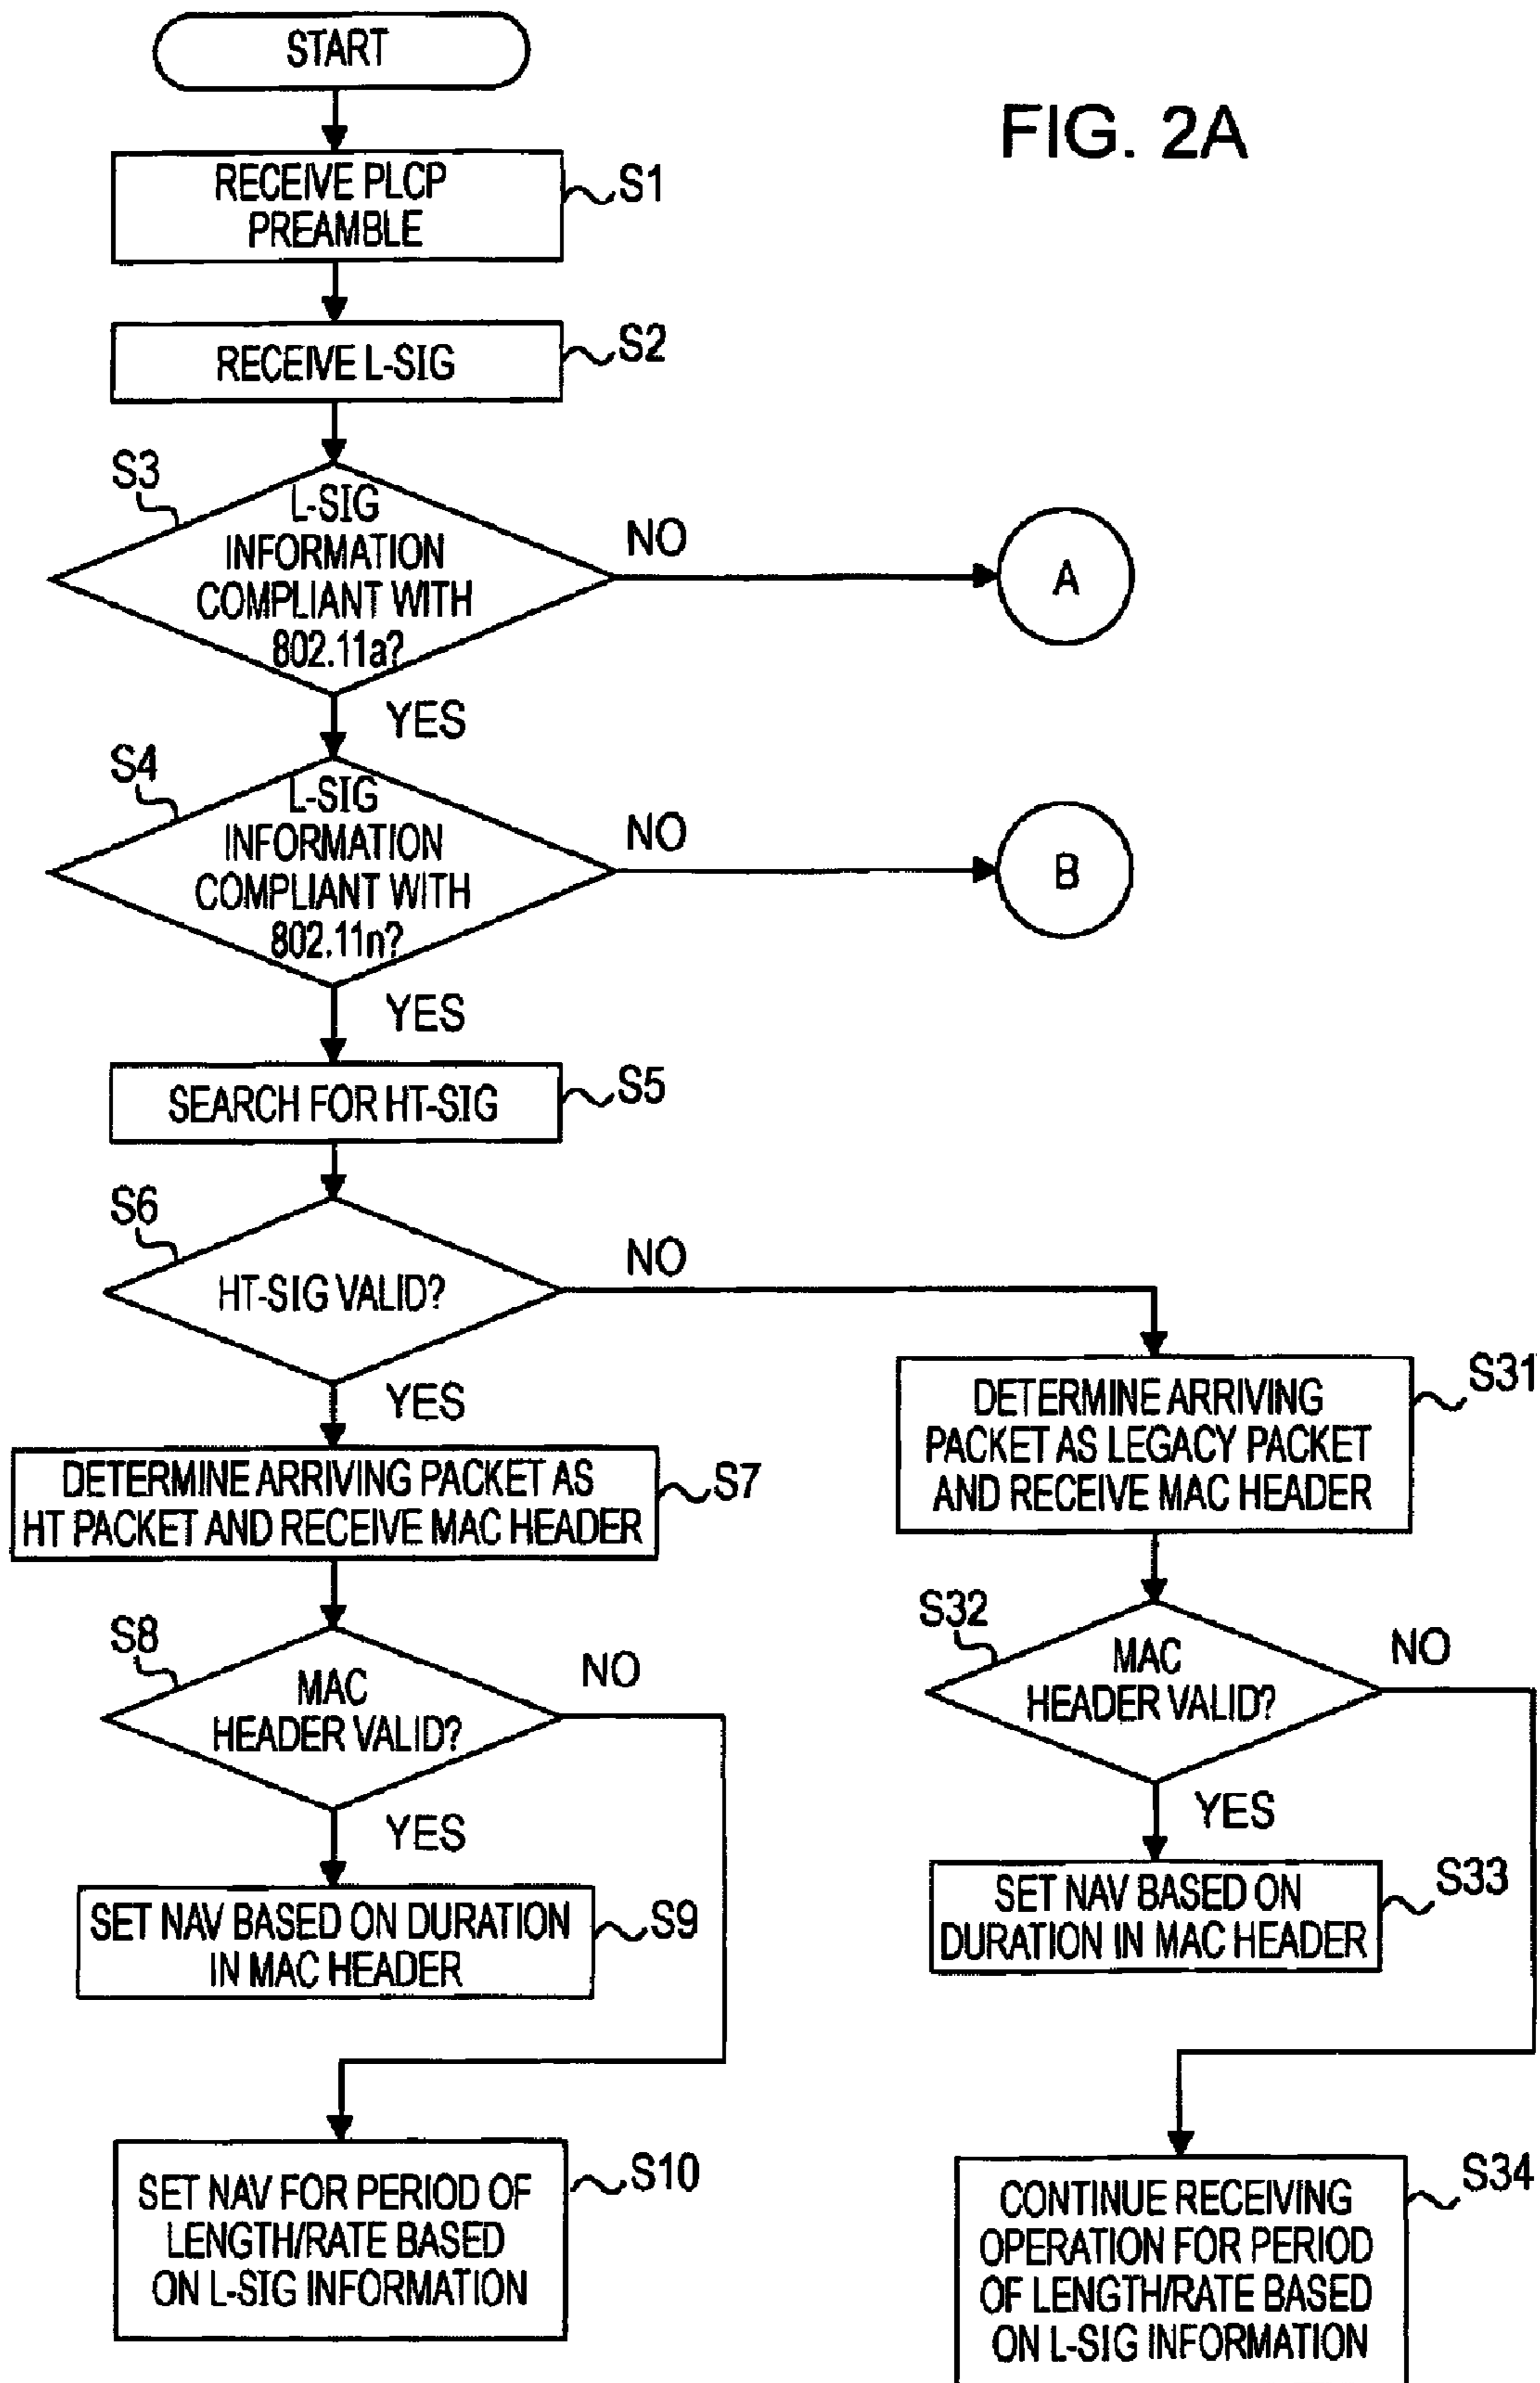 START
FIG. 2A
RECEIVE PLCP
PREAMBLE
S1
RECEIVE L-SIG
S2
S3
L-SIG
INFORMATION
COMPLIANT WITH
802.11a?
NO
A
YES
S4
L-SIG
INFORMATION
COMPLIANT WITH
802.11n?
NO
B
YES
SEARCH FOR HT-SIG
S5
S6
HT-SIG VALID?
NO
YES
DETERMINE ARRIVING PACKET AS
HT PACKET AND RECEIVE MAC HEADER
S7
DETERMINE ARRIVING
PACKET AS LEGACY PACKET
AND RECEIVE MAC HEADER
S31
S8
MAC
HEADER VALID?
NO
YES
S32
MAC
HEADER VALID?
NO
YES
SET NAV BASED ON DURATION
IN MAC HEADER
S9
SET NAV BASED ON
DURATION IN MAC HEADER
S33
SET NAV FOR PERIOD OF
LENGTH/RATE BASED
ON L-SIG INFORMATION
S10
CONTINUE RECEIVING
OPERATION FOR PERIOD
OF LENGTH/RATE BASED
ON L-SIG INFORMATION
S34